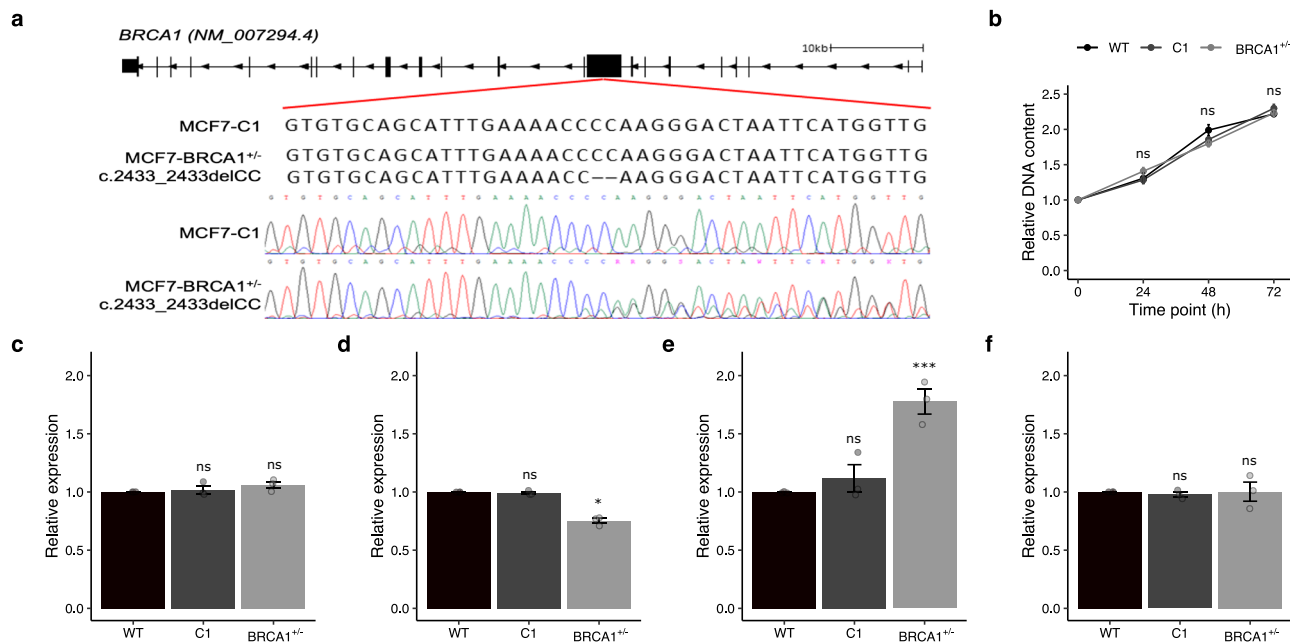 a
BRCA1 (NM_007294.4)
10kb
MCF7-C1 GTGTGCAGCATTTGAAAACCCCAAGGGACTAATTCATGGTTG
MCF7-BRCA1+/- GTGTGCAGCATTTGAAAACCCCAAGGGACTAATTCATGGTTG
c.2433_2433delCC GTGTGCAGCATTTGAAAACC--AAGGGACTAATTCATGGTTG
G T G T G C A G C A T T T G A A A A C C C C A A G G G A C T A A T T C A T G G T T G
MCF7-C1
G T G T G C A G C A T T T G A A A A C C C C
MCF7-BRCA1+/-
c.2433_2433delCC
b
WT C1 BRCA1+/-
Relative DNA content
2.5
2.0
1.5
1.0
0.5
0.0
ns
ns
ns
0 24 48 72
Time point (h)
c
Relative expression
2.0
1.5
1.0
0.5
0.0
ns
ns
WT C1 BRCA1+/-
d
Relative expression
2.0
1.5
1.0
0.5
0.0
ns
*
WT C1 BRCA1+/-
e
Relative expression
2.0
1.5
1.0
0.5
0.0
ns
***
WT C1 BRCA1+/-
f
Relative expression
2.0
1.5
1.0
0.5
0.0
ns
ns
WT C1 BRCA1+/-